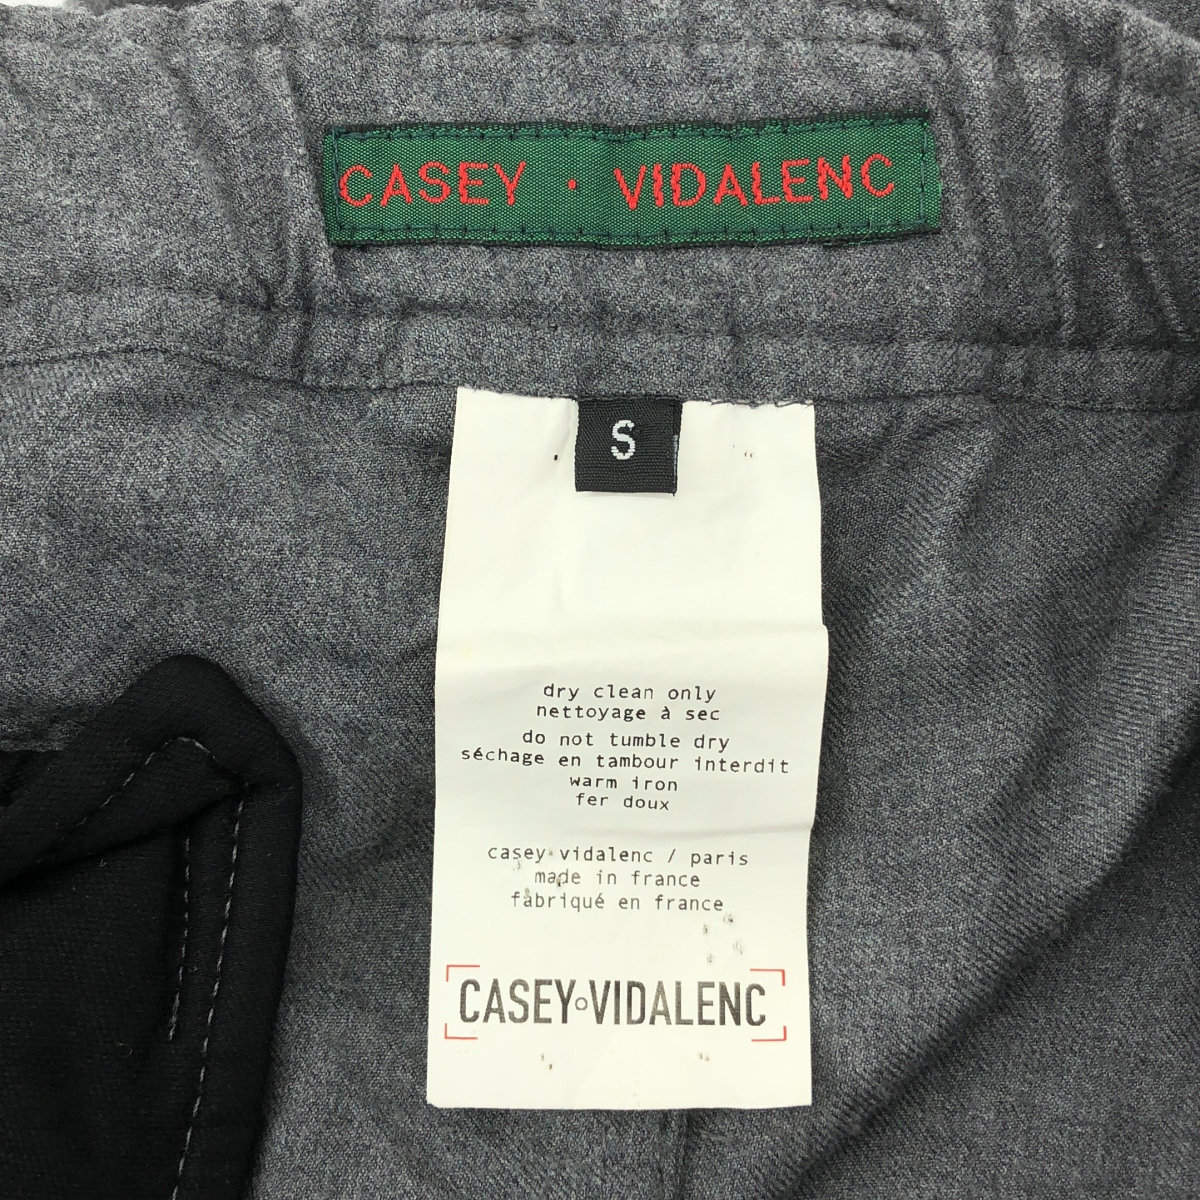 CASEY · VIDALENC
S
dry clean only
nettoyage à sec
do not tumble dry
séchage en tambour interdit
warm iron
fer doux
casey vidalenc / paris
made in france
fabriqué en france
CASEY◦VIDALENC